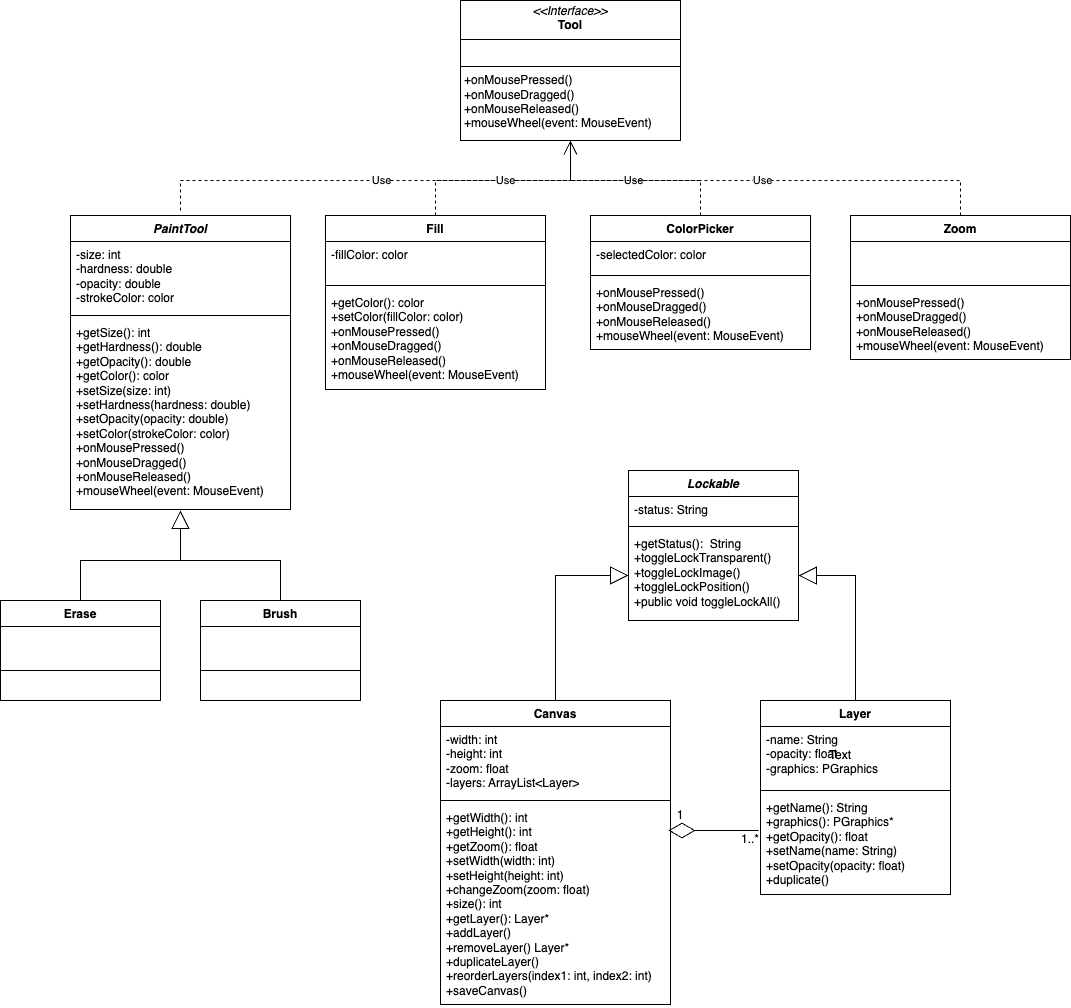 <<Interface>>
Tool
+onMousePressed()
+onMouseDragged()
+onMouseReleased()
+mouseWheel(event: MouseEvent)
Use
Use
Use
Use
PaintTool
-size: int
-hardness: double
-opacity: double
-strokeColor: color
+getSize(): int
+getHardness(): double
+getOpacity(): double
+getColor(): color
+setSize(size: int)
+setHardness(hardness: double)
+setOpacity(opacity: double)
+setColor(strokeColor: color)
+onMousePressed()
+onMouseDragged()
+onMouseReleased()
+mouseWheel(event: MouseEvent)
Fill
-fillColor: color
+getColor(): color
+setColor(fillColor: color)
+onMousePressed()
+onMouseDragged()
+onMouseReleased()
+mouseWheel(event: MouseEvent)
ColorPicker
-selectedColor: color
+onMousePressed()
+onMouseDragged()
+onMouseReleased()
+mouseWheel(event: MouseEvent)
Zoom
+onMousePressed()
+onMouseDragged()
+onMouseReleased()
+mouseWheel(event: MouseEvent)
Erase
Brush
Lockable
-status: String
+getStatus():  String
+toggleLockTransparent()
+toggleLockImage()
+toggleLockPosition()
+public void toggleLockAll()
Canvas
-width: int
-height: int
-zoom: float
-layers: ArrayList<Layer>
+getWidth(): int
+getHeight(): int
+getZoom(): float
+setWidth(width: int)
+setHeight(height: int)
+changeZoom(zoom: float)
+size(): int
+getLayer(): Layer*
+addLayer()
+removeLayer() Layer*
+duplicateLayer()
+reorderLayers(index1: int, index2: int)
+saveCanvas()
1
1..*
Layer
-name: String
-opacity: float
Text
-graphics: PGraphics
+getName(): String
+graphics(): PGraphics*
+getOpacity(): float
+setName(name: String)
+setOpacity(opacity: float)
+duplicate()